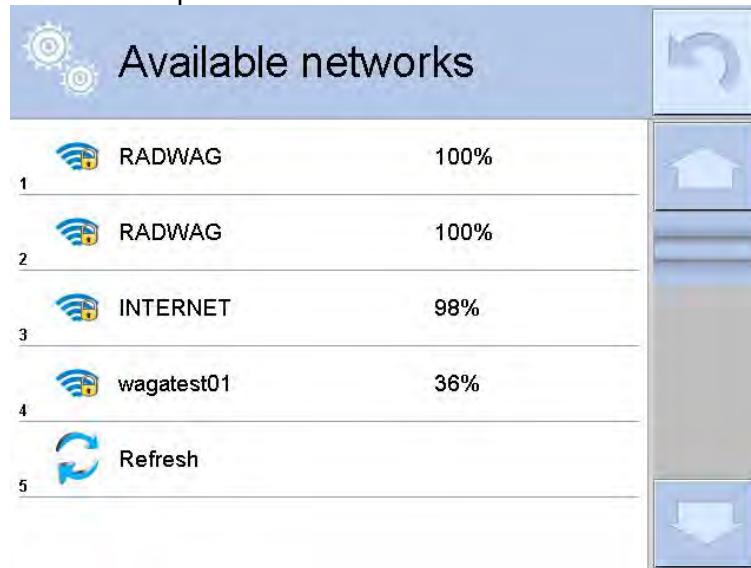 Available networks
RADWAG 100%
1
RADWAG 100%
2
INTERNET 98%
3
wagatest01 36%
4
Refresh
5